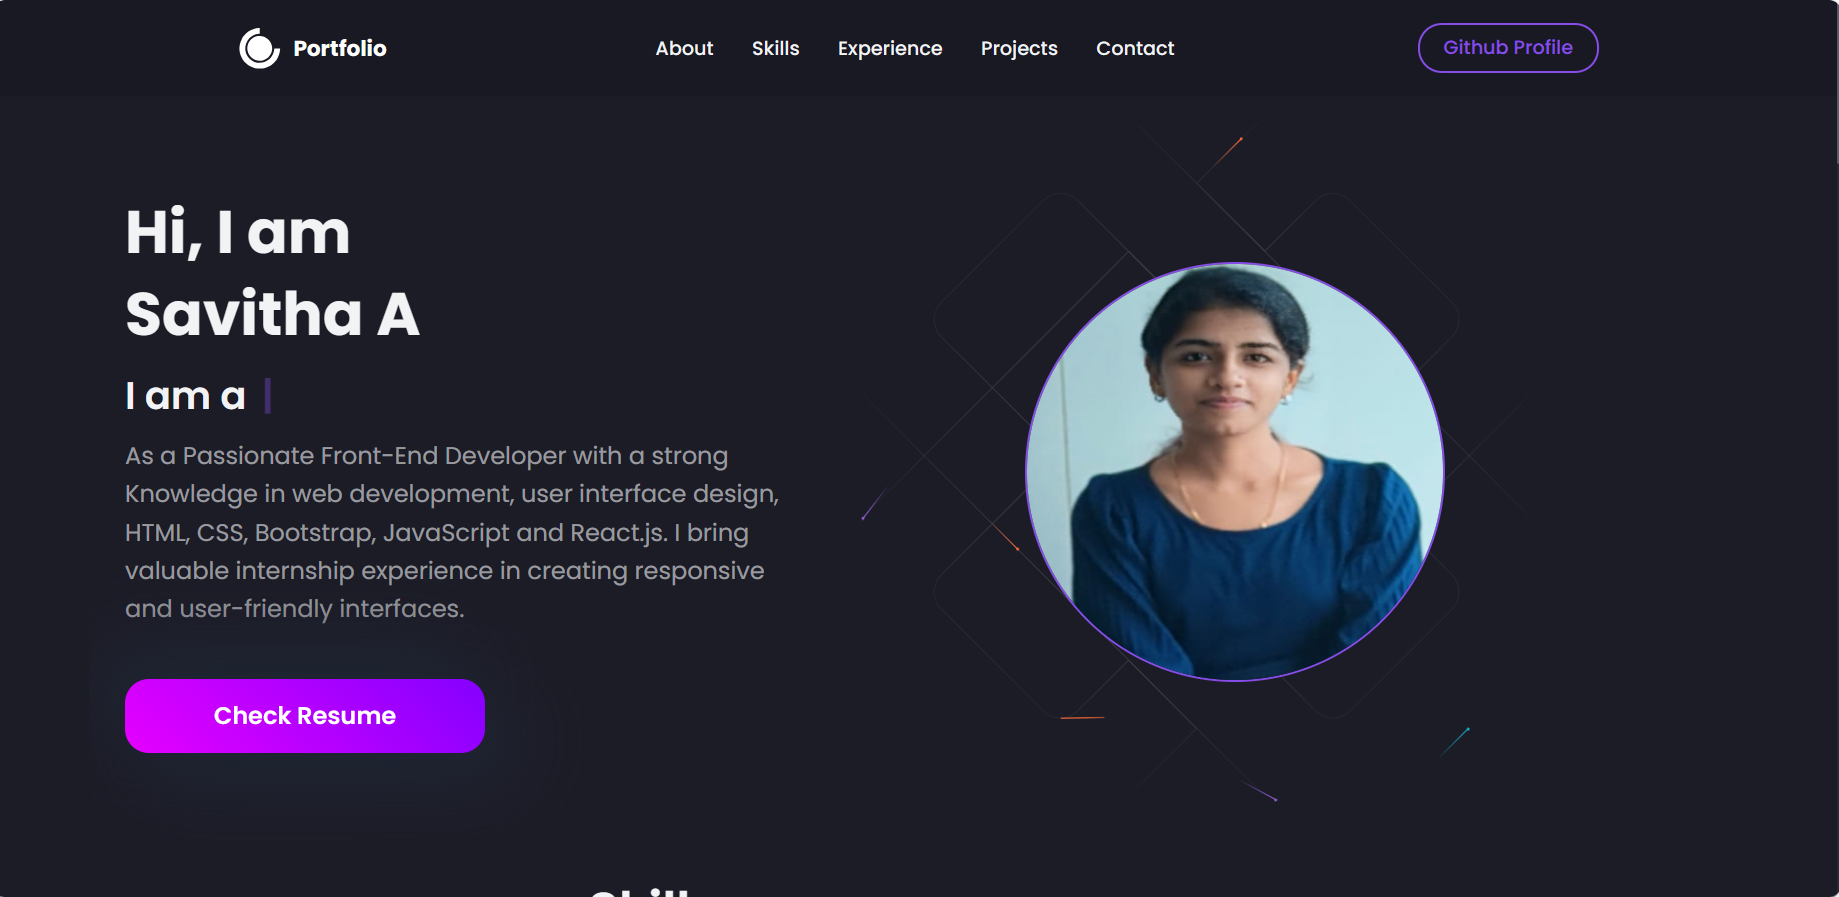 Portfolio
About Skills Experience Projects Contact
Github Profile
Hi, I am
Savitha A
I am a
As a Passionate Front-End Developer with a strong
Knowledge in web development, user interface design,
HTML, CSS, Bootstrap, JavaScript and React.js. I bring
valuable internship experience in creating responsive
and user-friendly interfaces.
Check Resume